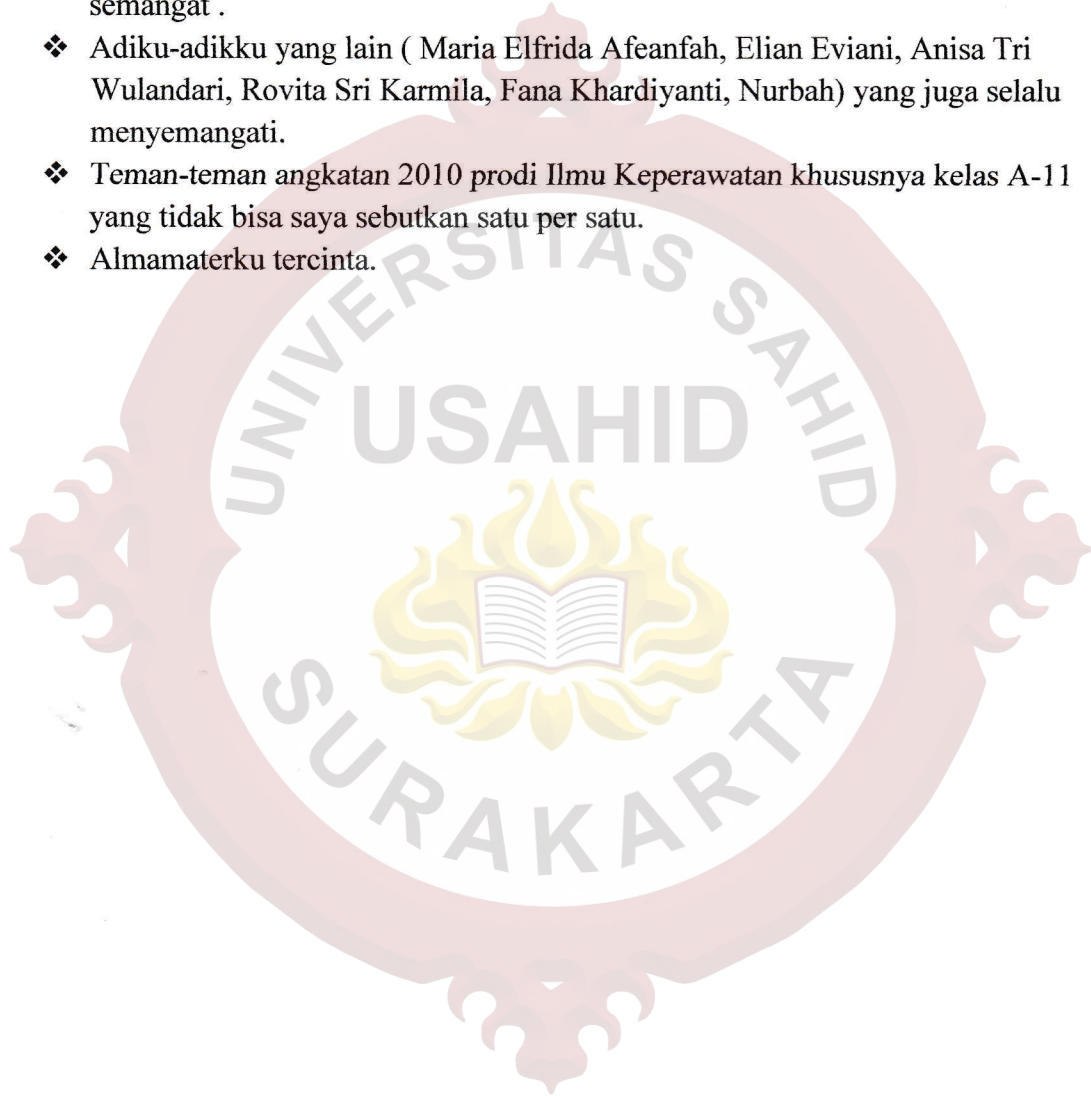 semangat .
❖ Adiku-adikku yang lain ( Maria Elfrida Afeanfah, Elian Eviani, Anisa Tri
Wulandari, Rovita Sri Karmila, Fana Khardiyanti, Nurbah) yang juga selalu
menyemangati.
❖ Teman-teman angkatan 2010 prodi Ilmu Keperawatan khususnya kelas A-11
yang tidak bisa saya sebutkan satu per satu.
❖ Almamaterku tercinta.
UNIVERSITAS SAHID
USAHID
SURAKARTA